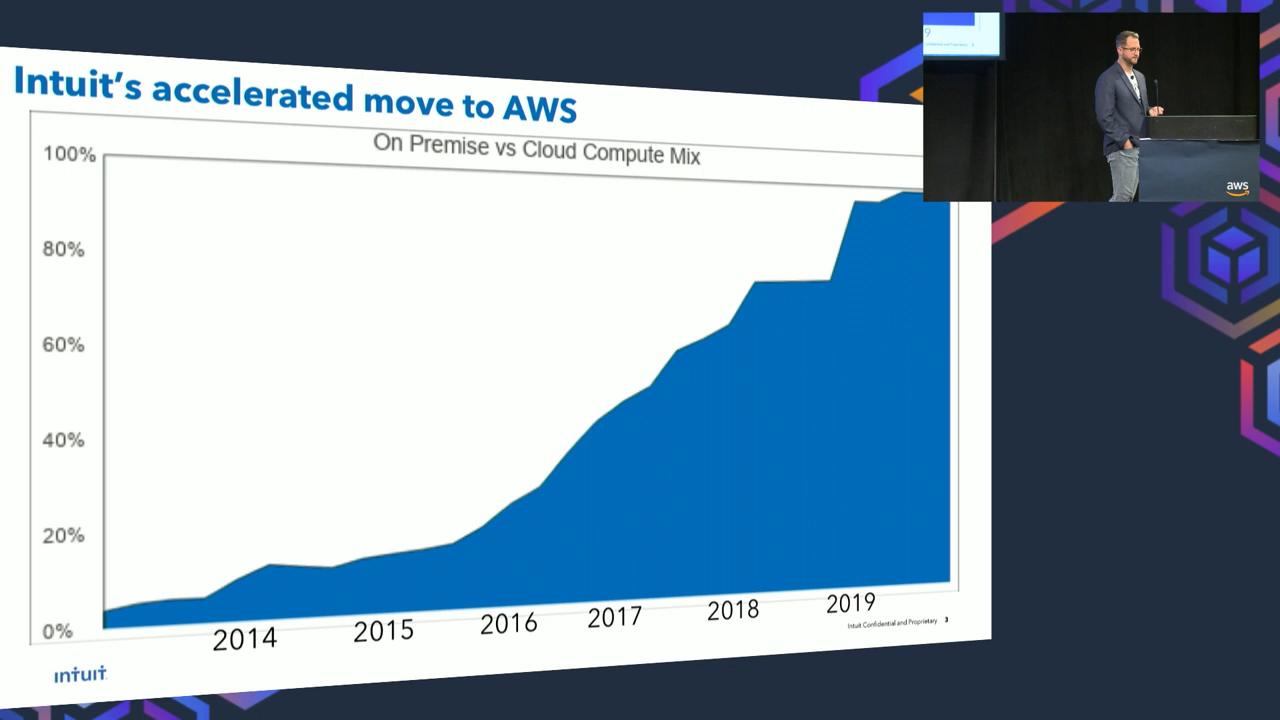 Intuit's accelerated move to AWS
On Premise vs Cloud Compute Mix
100%
80%
60%
40%
20%
0%
2014
2015
2016
2017
2018
2019
Intuit Confidential and Proprietary 3
intuit
9
aws